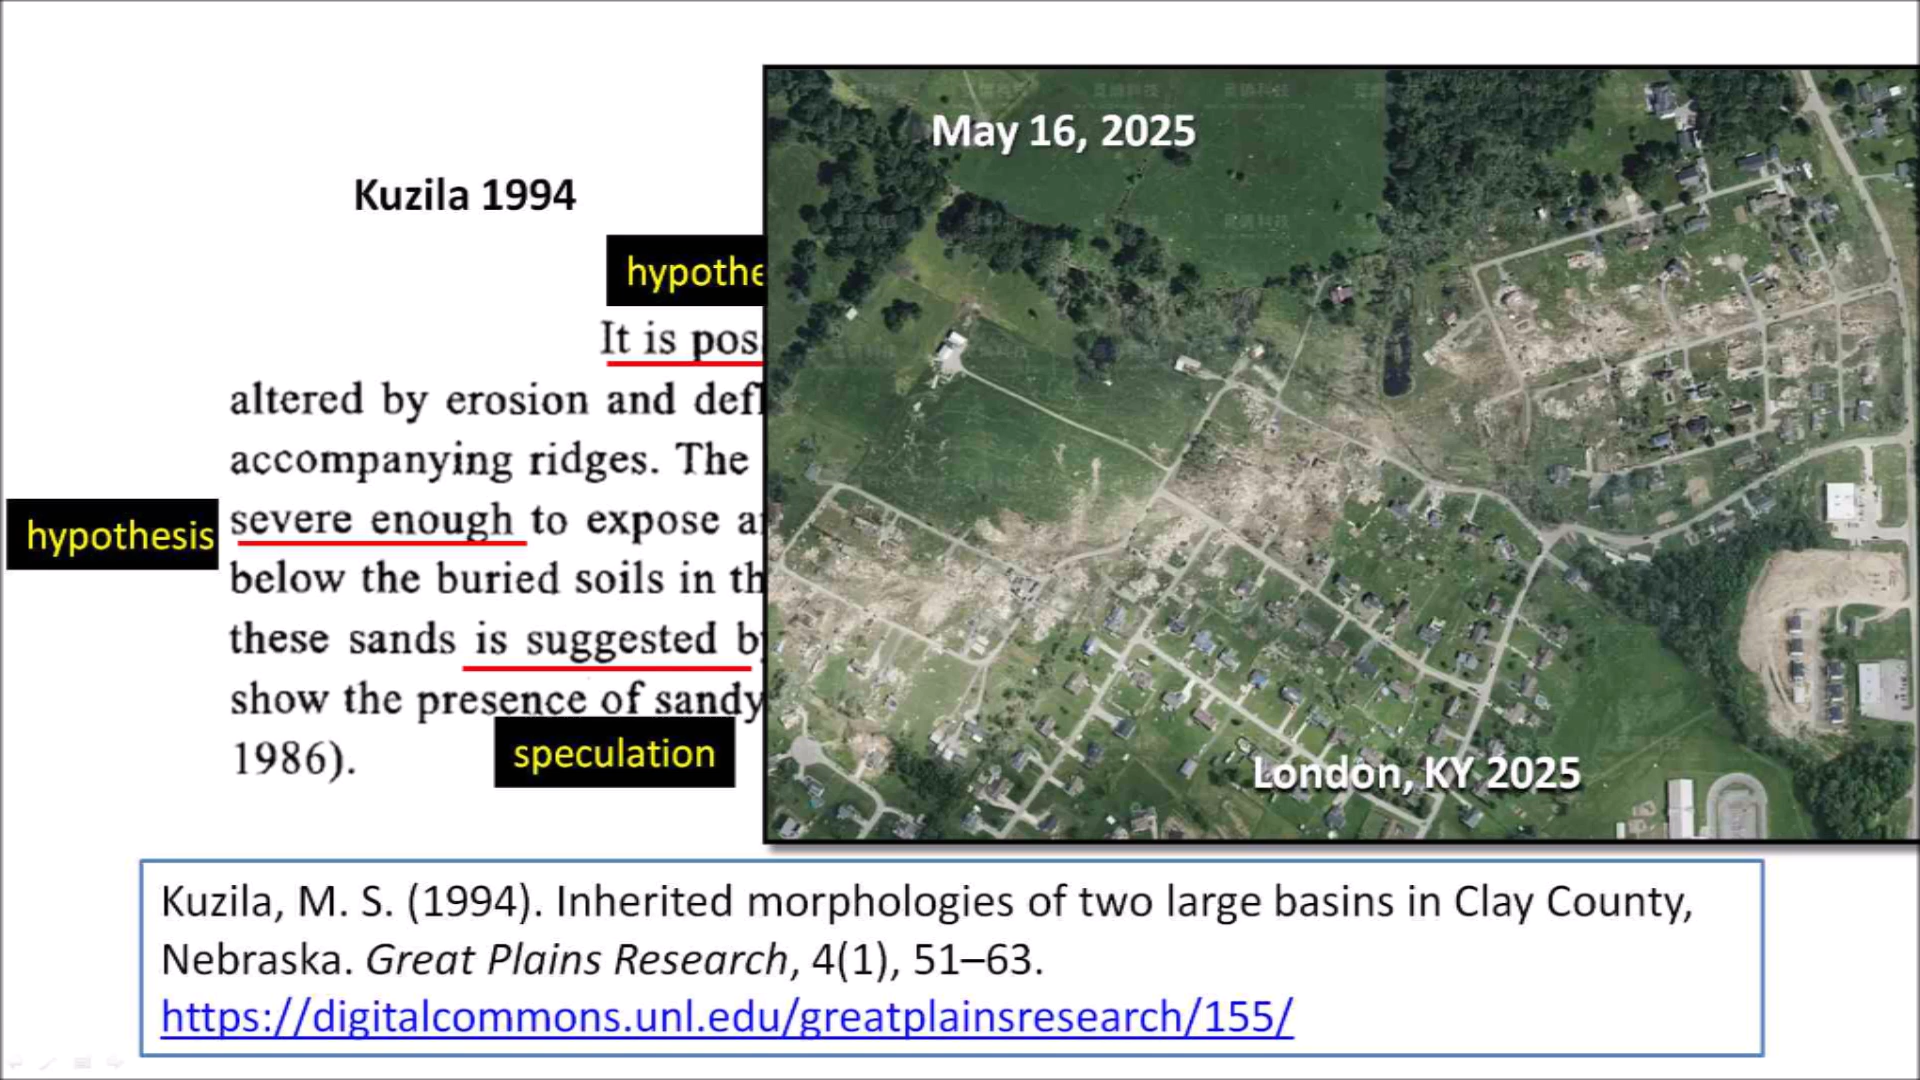 Kuzila 1994
hypothe
It is pos
altered by erosion and defl
accompanying ridges. The
hypothesis
severe enough to expose a
below the buried soils in th
these sands is suggested by
show the presence of sandy
1986).
speculation
May 16, 2025
London, KY 2025
Kuzila, M. S. (1994). Inherited morphologies of two large basins in Clay County,
Nebraska. Great Plains Research, 4(1), 51–63.
https://digitalcommons.unl.edu/greatplainsresearch/155/